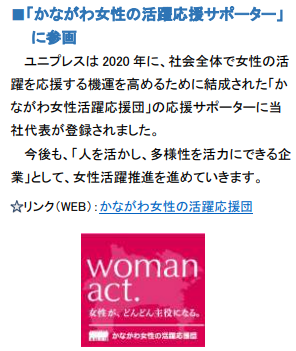 ■「かながわ女性の活躍応援サポーター」
に参画
ユニプレスは 2020 年に、社会全体で女性の活
躍を応援する機運を高めるために結成された「か
ながわ女性活躍応援団」の応援サポーターに当
社代表が登録されました。
今後も、「人を活かし、多様性を活力にできる企
業」として、女性活躍推進を進めていきます。
☆リンク（WEB）：かながわ女性の活躍応援団
woman
act.
女性が、どんどん主役になる。
かながわ女性の活躍応援団